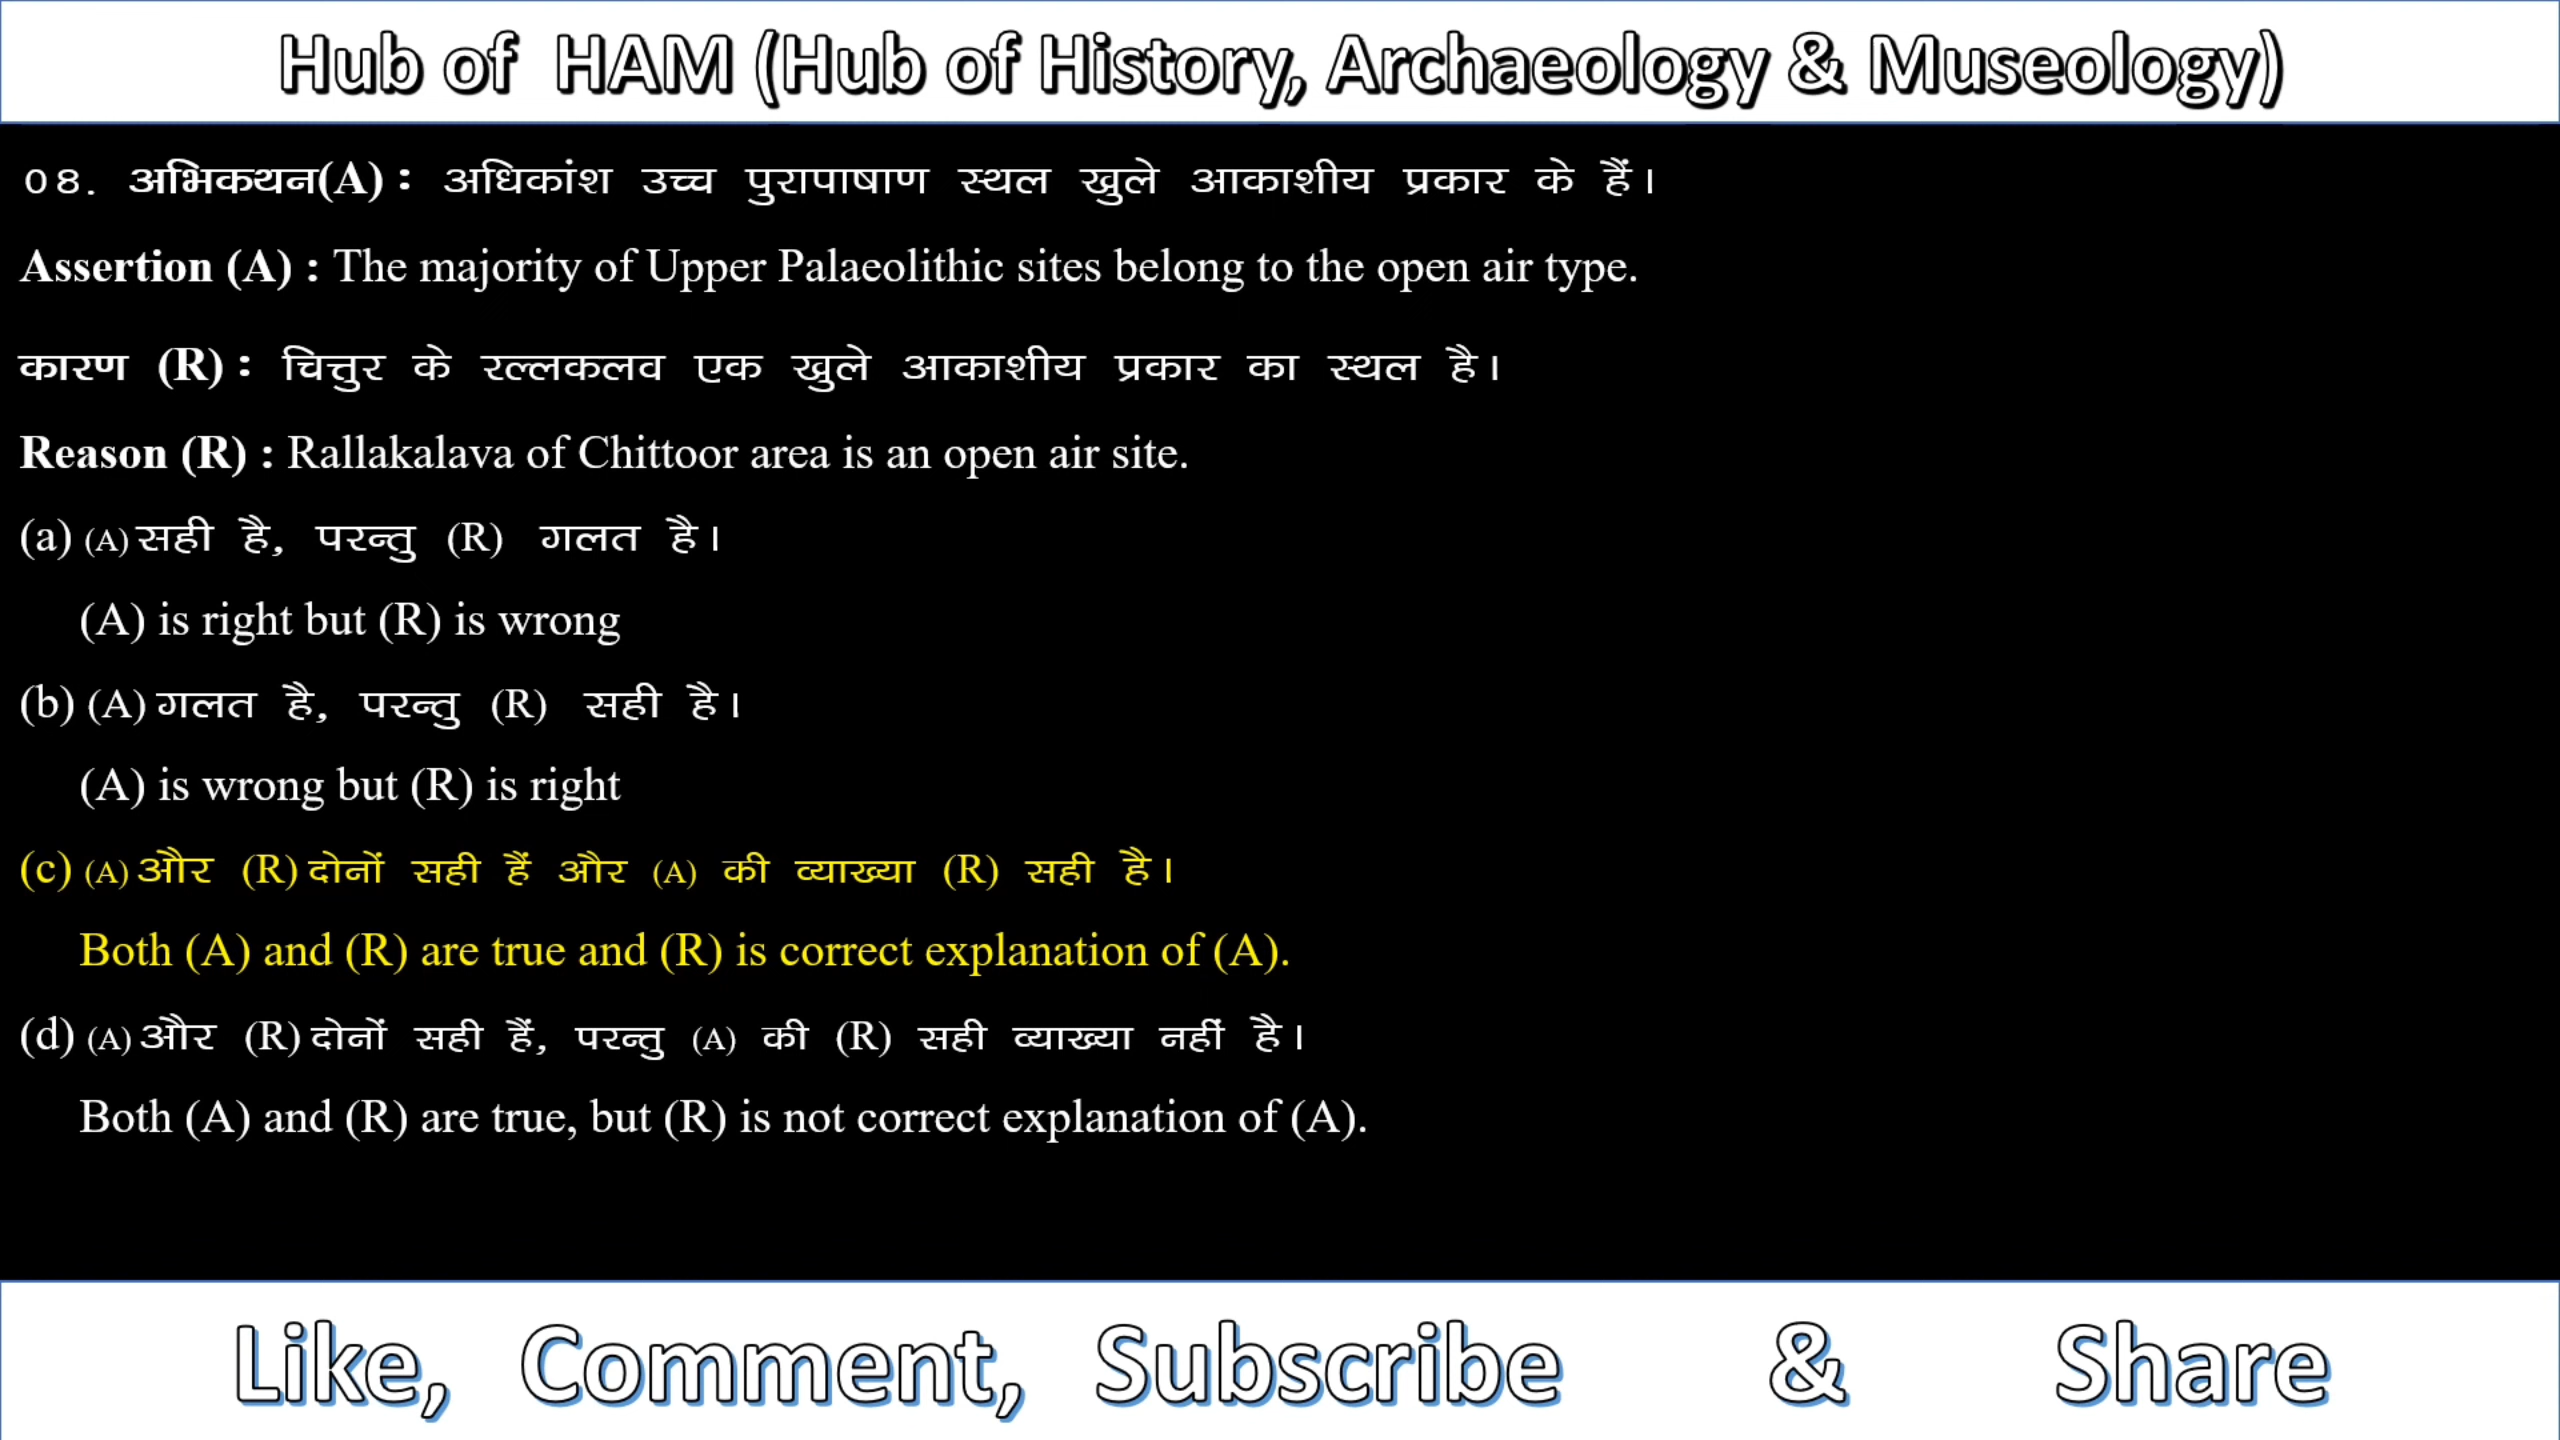 Hub of HAM (Hub of History, Archaeology & Museology)
08. अभिकथन(A) : अधिकांश उच्च पुरापाषाण स्थल खुले आकाशीय प्रकार के हैं।
Assertion (A) : The majority of Upper Palaeolithic sites belong to the open air type.
कारण (R) : चित्तुर के रल्लकलव एक खुले आकाशीय प्रकार का स्थल है।
Reason (R) : Rallakalava of Chittoor area is an open air site.
(a) (A) सही है, परन्तु (R) गलत है।
(A) is right but (R) is wrong
(b) (A) गलत है, परन्तु (R) सही है।
(A) is wrong but (R) is right
(c) (A) और (R) दोनों सही हैं और (A) की व्याख्या (R) सही है।
Both (A) and (R) are true and (R) is correct explanation of (A).
(d) (A) और (R) दोनों सही हैं, परन्तु (A) की (R) सही व्याख्या नहीं है।
Both (A) and (R) are true, but (R) is not correct explanation of (A).
Like, Comment, Subscribe & Share